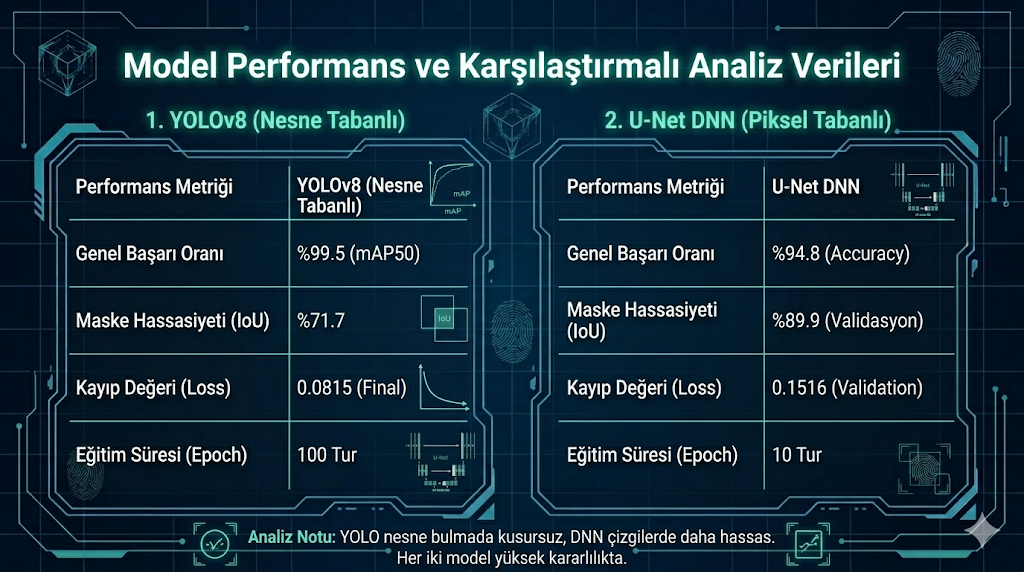 Model Performans ve Karşılaştırmalı Analiz Verileri
1. YOLOv8 (Nesne Tabanlı)
Performans Metriği
YOLOv8 (Nesne
Tabanlı)
mAP
mAP
Genel Başarı Oranı
%99.5 (mAP50)
Maske Hassasiyeti (IoU)
%71.7
IoU
Kayıp Değeri (Loss)
0.0815 (Final)
Eğitim Süresi (Epoch)
100 Tur
2. U-Net DNN (Piksel Tabanlı)
Performans Metriği
U-Net DNN
Genel Başarı Oranı
%94.8 (Accuracy)
Maske Hassasiyeti
(IoU)
%89.9 (Validasyon)
Kayıp Değeri (Loss)
0.1516 (Validation)
Eğitim Süresi (Epoch)
10 Tur
Analiz Notu: YOLO nesne bulmada kusursuz, DNN çizgilerde daha hassas.
Her iki model yüksek kararlılıkta.